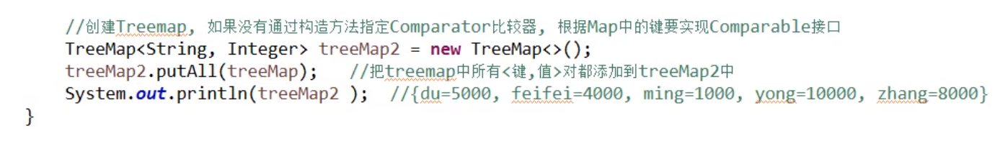 //创建Treemap, 如果没有通过构造方法指定Comparator比较器, 根据Map中的键要实现Comparable接口
TreeMap<String, Integer> treeMap2 = new TreeMap<>();
treeMap2.putAll(treeMap);   //把treemap中所有<键,值>对都添加到treeMap2中
System.out.println(treeMap2 );  //{du=5000, feifei=4000, ming=1000, yong=10000, zhang=8000}
}